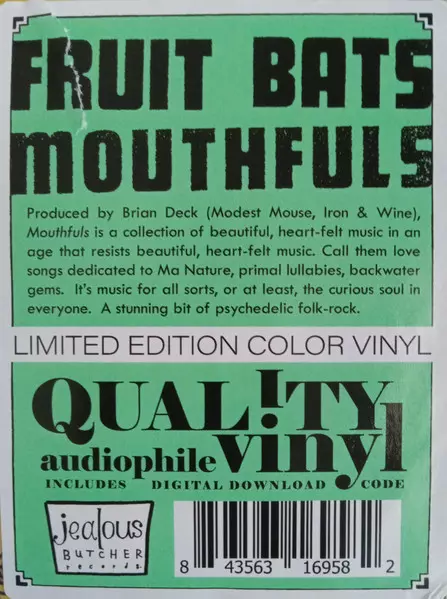 FRUIT BATS
MOUTHFULS
Produced by Brian Deck (Modest Mouse, Iron & Wine),
Mouthfuls is a collection of beautiful, heart-felt music in an
age that resists beautiful, heart-felt music. Call them love
songs dedicated to Ma Nature, primal lullabies, backwater
gems. It's music for all sorts, or at least, the curious soul in
everyone. A stunning bit of psychedelic folk-rock.
LIMITED EDITION COLOR VINYL
QUAL!TY
audiophile vinyl
INCLUDES DIGITAL DOWNLOAD CODE
jealous
BUTCHER
records
8 43563 16958 2